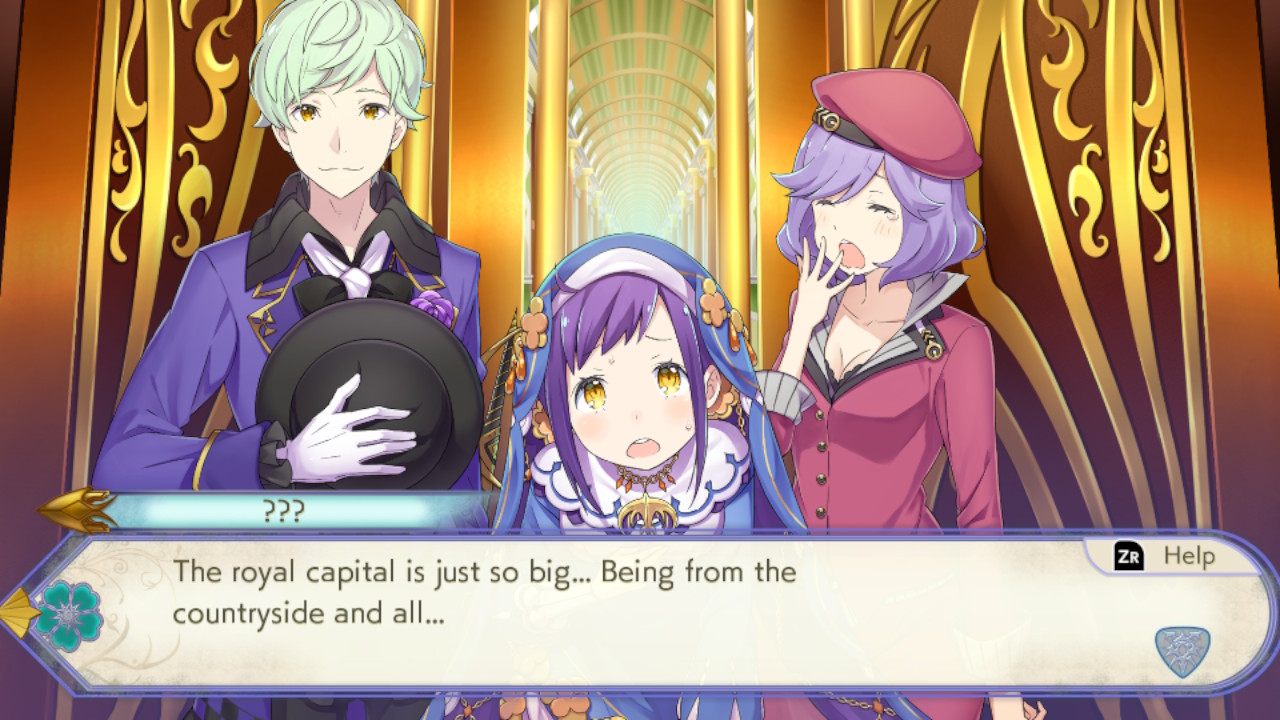 ???
ZR Help
The royal capital is just so big... Being from the
countryside and all...